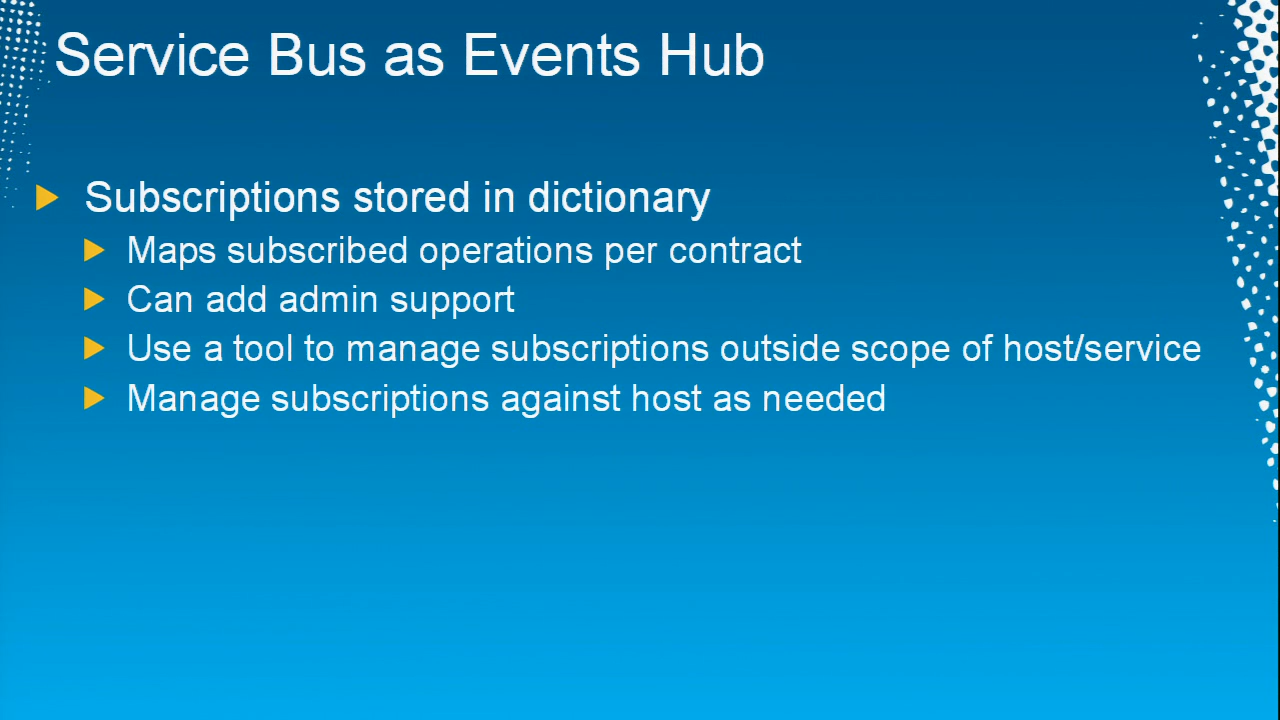 Service Bus as Events Hub
Subscriptions stored in dictionary
Maps subscribed operations per contract
Can add admin support
Use a tool to manage subscriptions outside scope of host/service
Manage subscriptions against host as needed